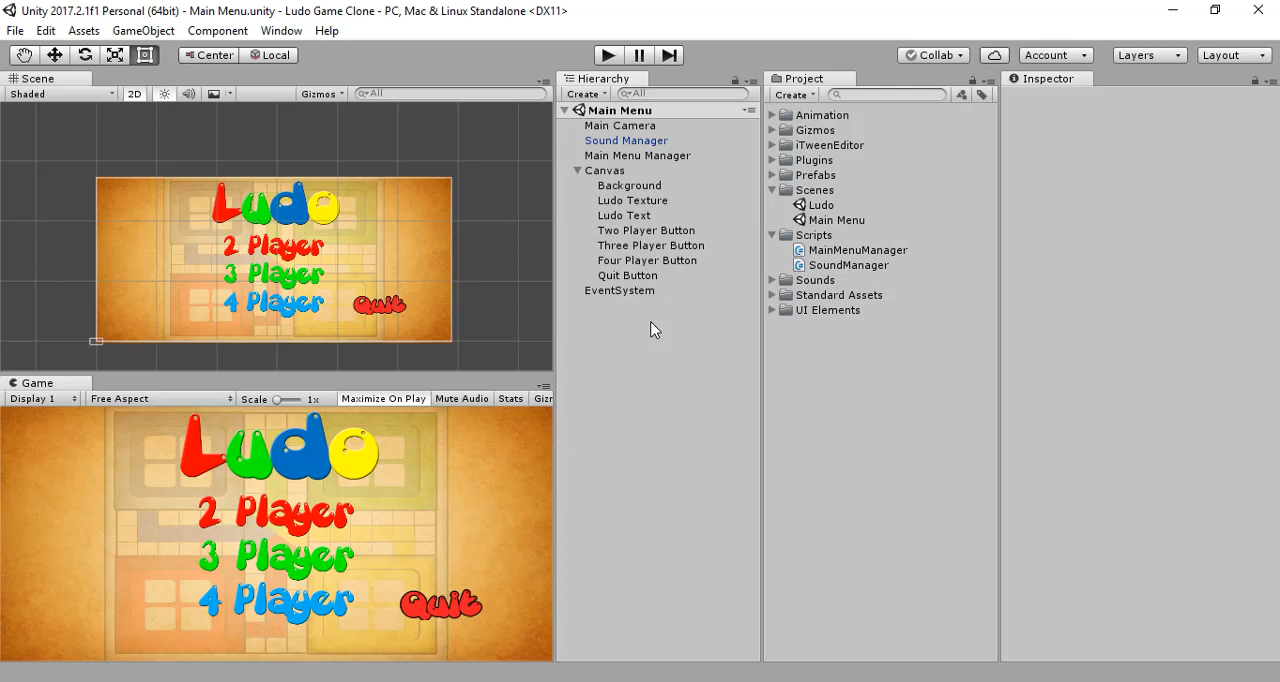 Unity 2017.2.1f1 Personal (64bit) - Main Menu.unity - Ludo Game Clone - PC, Mac & Linux Standalone <DX11>
File Edit Assets GameObject Component Window Help
Center Local Collab Account Layers Layout
Scene
Shaded 2D Gizmos All
Ludo
2 Player
3 Player
4 Player
Quit
Game
Display 1 Free Aspect Scale 1x Maximize On Play Mute Audio Stats Giz
Ludo
2 Player
3 Player
4 Player
Quit
Hierarchy
Create All
Main Menu
Main Camera
Sound Manager
Main Menu Manager
Canvas
Background
Ludo Texture
Ludo Text
Two Player Button
Three Player Button
Four Player Button
Quit Button
EventSystem
Project
Create
Animation
Gizmos
iTweenEditor
Plugins
Prefabs
Scenes
Ludo
Main Menu
Scripts
MainMenuManager
SoundManager
Sounds
Standard Assets
UI Elements
Inspector